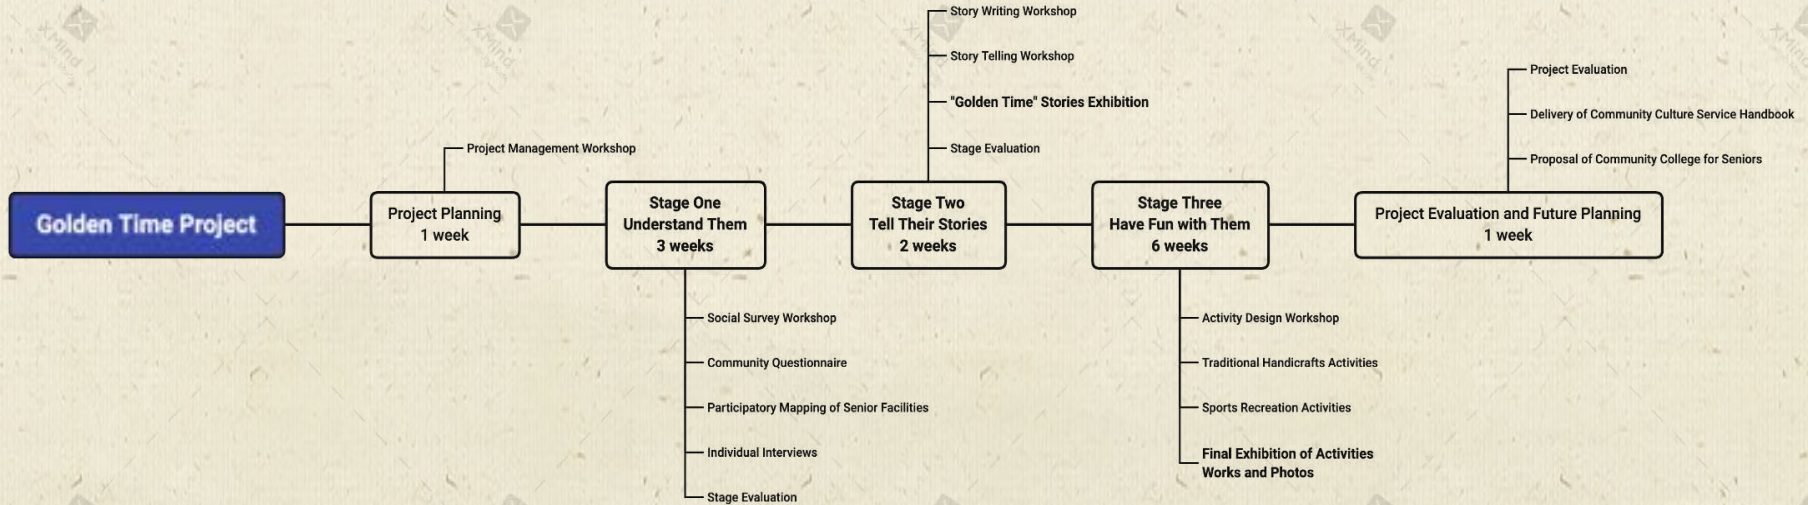 Golden Time Project
Project Planning
1 week
Project Management Workshop
Stage One
Understand Them
3 weeks
Social Survey Workshop
Community Questionnaire
Participatory Mapping of Senior Facilities
Individual Interviews
Stage Evaluation
Stage Two
Tell Their Stories
2 weeks
Story Writing Workshop
Story Telling Workshop
"Golden Time" Stories Exhibition
Stage Evaluation
Stage Three
Have Fun with Them
6 weeks
Activity Design Workshop
Traditional Handicrafts Activities
Sports Recreation Activities
Final Exhibition of Activities
Works and Photos
Project Evaluation and Future Planning
1 week
Project Evaluation
Delivery of Community Culture Service Handbook
Proposal of Community College for Seniors
XMind
XMind
XMind
XMind